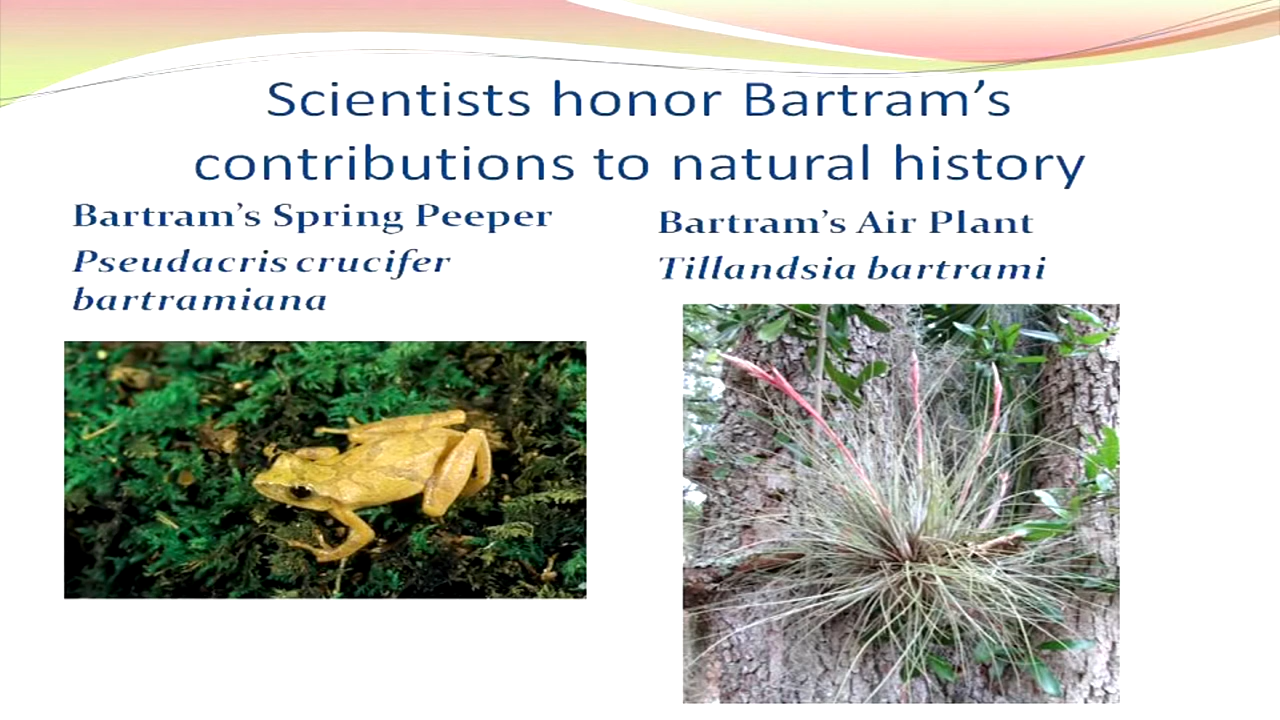 Scientists honor Bartram’s
contributions to natural history
Bartram’s Spring Peeper
Pseudacris crucifer
bartramiana
Bartram’s Air Plant
Tillandsia bartrami